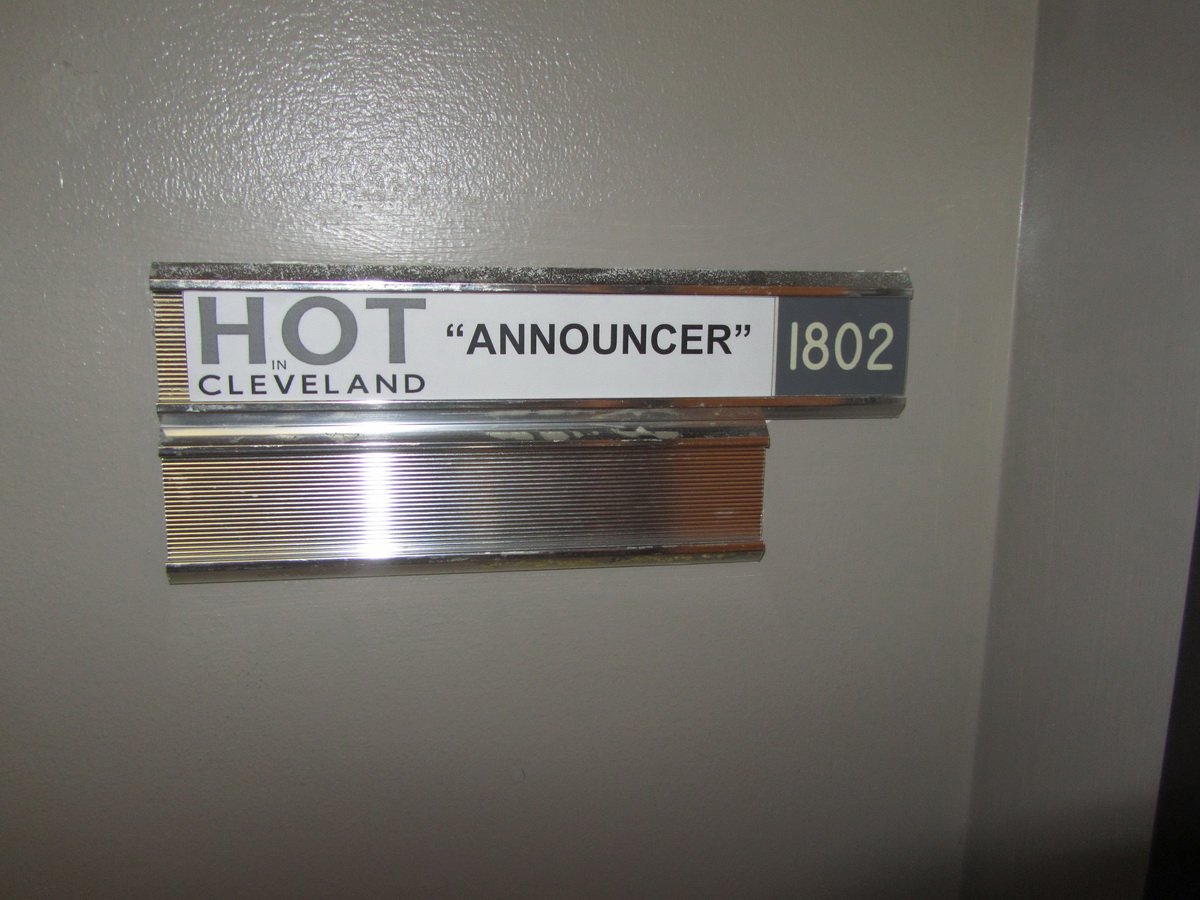 HOT
IN
CLEVELAND
“ANNOUNCER”
1802